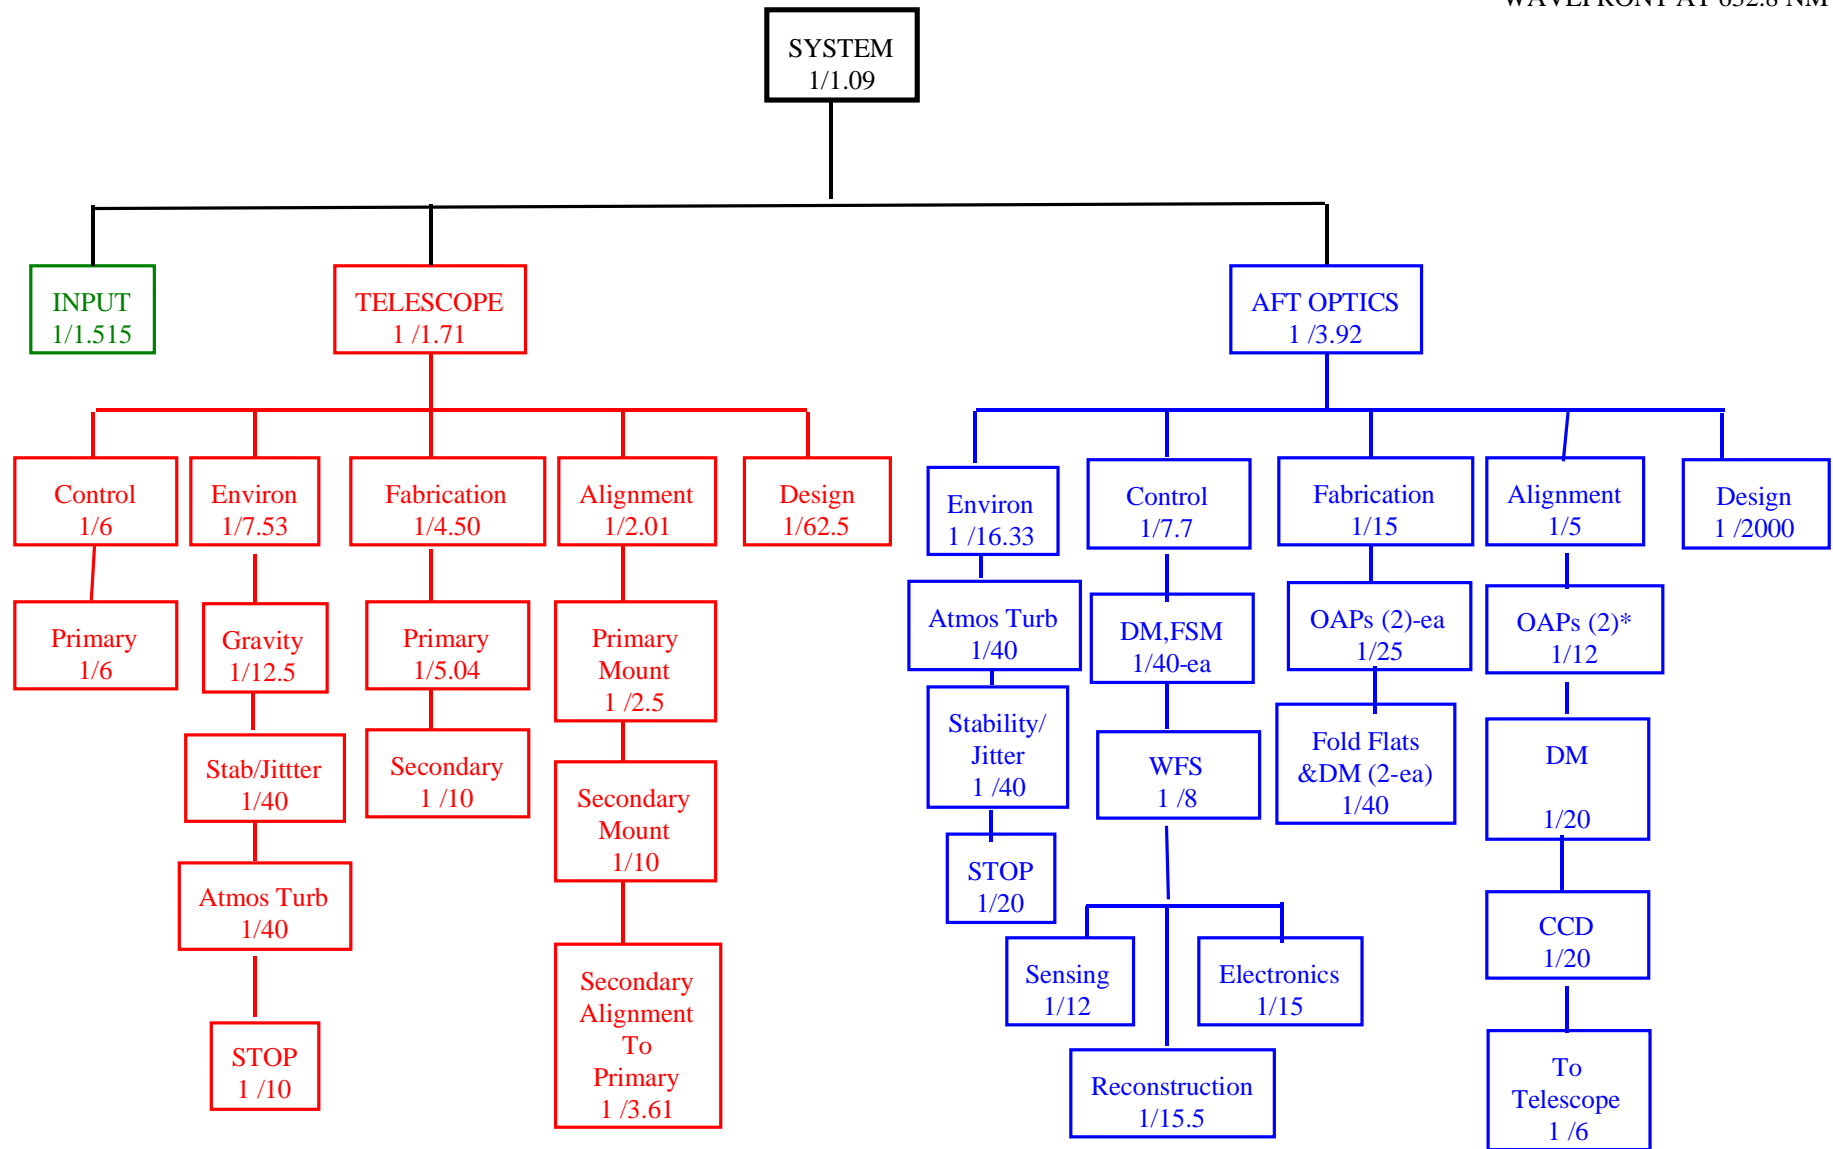 WAVEFRONT AT 632.8 NM
SYSTEM
1/1.09
INPUT
1/1.515
TELESCOPE
1 /1.71
AFT OPTICS
1 /3.92
Control
1/6
Environ
1/7.53
Fabrication
1/4.50
Alignment
1/2.01
Design
1/62.5
Environ
1 /16.33
Control
1/7.7
Fabrication
1/15
Alignment
1/5
Design
1 /2000
Primary
1/6
Gravity
1/12.5
Stab/Jittter
1/40
Atmos Turb
1/40
STOP
1 /10
Primary
1/5.04
Secondary
1 /10
Primary
Mount
1 /2.5
Secondary
Mount
1/10
Secondary
Alignment
To
Primary
1 /3.61
Atmos Turb
1/40
Stability/
Jitter
1 /40
STOP
1/20
DM,FSM
1/40-ea
WFS
1 /8
Sensing
1/12
Electronics
1/15
Reconstruction
1/15.5
OAPs (2)-ea
1/25
Fold Flats
&DM (2-ea)
1/40
OAPs (2)*
1/12
DM
1/20
CCD
1/20
To
Telescope
1 /6